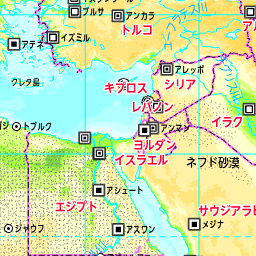 ブルサ
アンカラ
トルコ
アテネ
イズミル
クレタ島
アレッポ
シリア
キプロス
レバノン
トブルク
アンマン
イラク
ヨルダン
イスラエル
ネフド砂漠
アシュート
エジプト
サウジアラビ
メジナ
ジャウフ
アスワン